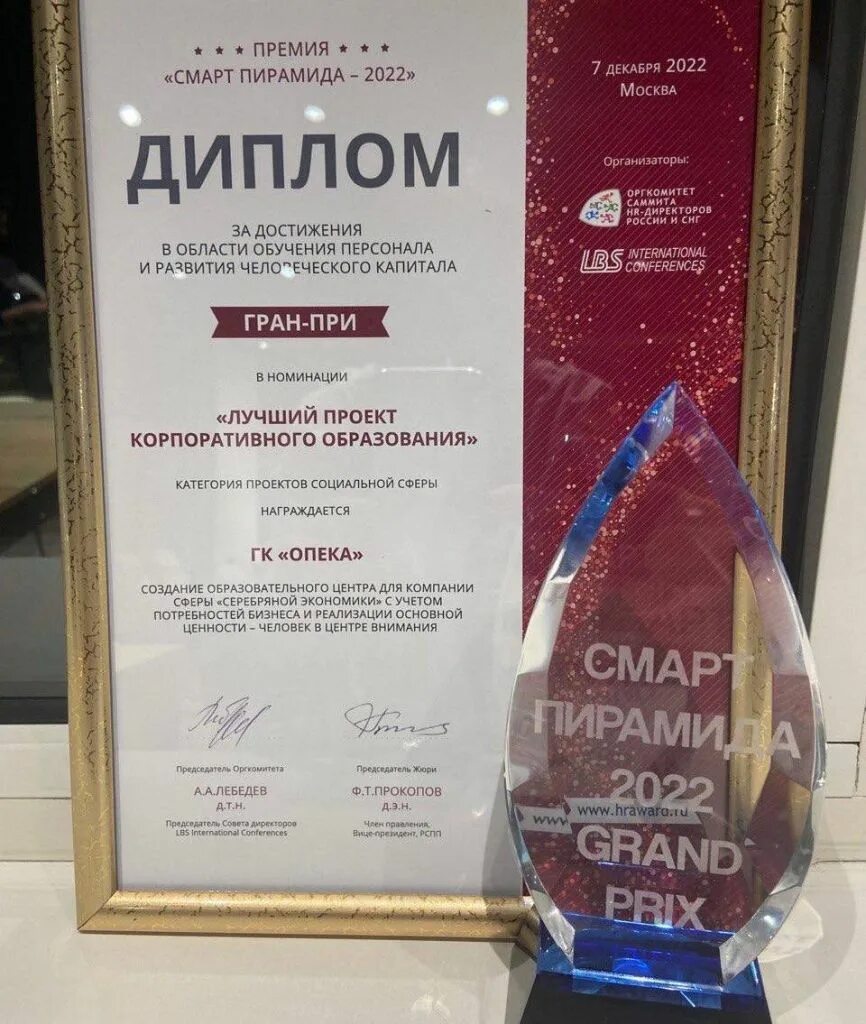 ПРЕМИЯ
«СМАРТ ПИРАМИДА – 2022»
ДИПЛОМ
ЗА ДОСТИЖЕНИЯ
В ОБЛАСТИ ОБУЧЕНИЯ ПЕРСОНАЛА
И РАЗВИТИЯ ЧЕЛОВЕЧЕСКОГО КАПИТАЛА
ГРАН-ПРИ
В НОМИНАЦИИ
«ЛУЧШИЙ ПРОЕКТ
КОРПОРАТИВНОГО ОБРАЗОВАНИЯ»
КАТЕГОРИЯ ПРОЕКТОВ СОЦИАЛЬНОЙ СФЕРЫ
НАГРАЖДАЕТСЯ
ГК «ОПЕКА»
СОЗДАНИЕ ОБРАЗОВАТЕЛЬНОГО ЦЕНТРА ДЛЯ КОМПАНИИ
СФЕРЫ «СЕРЕБРЯНОЙ ЭКОНОМИКИ» С УЧЕТОМ
ПОТРЕБНОСТЕЙ БИЗНЕСА И РЕАЛИЗАЦИИ ОСНОВНОЙ
ЦЕННОСТИ – ЧЕЛОВЕК В ЦЕНТРЕ ВНИМАНИЯ
Председатель Оргкомитета
А.А.ЛЕБЕДЕВ
Д.Т.Н.
Председатель Совета директоров
LBS International Conferences
Председатель Жюри
Ф.Т.ПРОКОПОВ
Д.Э.Н.
Член правления,
Вице-президент, РСПП
7 ДЕКАБРЯ 2022
МОСКВА
Организаторы:
ОРГКОМИТЕТ
САММИТА
HR-ДИРЕКТОРОВ
РОССИИ И СНГ
LBS INTERNATIONAL
CONFERENCES
СМАРТ
ПИРАМИДА
2022
www www.hraward.ru
GRAND
PRIX